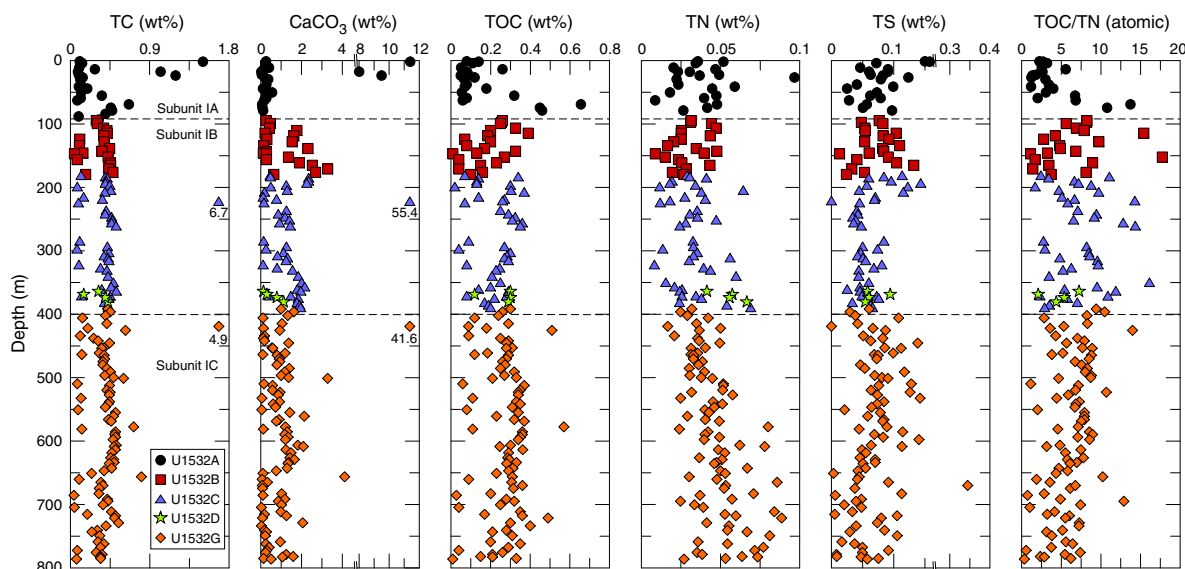 TC (wt%) CaCO3 (wt%) TOC (wt%) TN (wt%) TS (wt%) TOC/TN (atomic)
0 0.9 1.8 0 2 4 8 12 0 0.2 0.4 0.6 0.8 0 0.05 0.1 0 0.1 0.3 0.4 0 5 10 15 20
0
Subunit IA
100
Subunit IB
200
6.7 55.4
300
Depth (m)
400
4.9 41.6
Subunit IC
500
600
700
800
U1532A
U1532B
U1532C
U1532D
U1532G